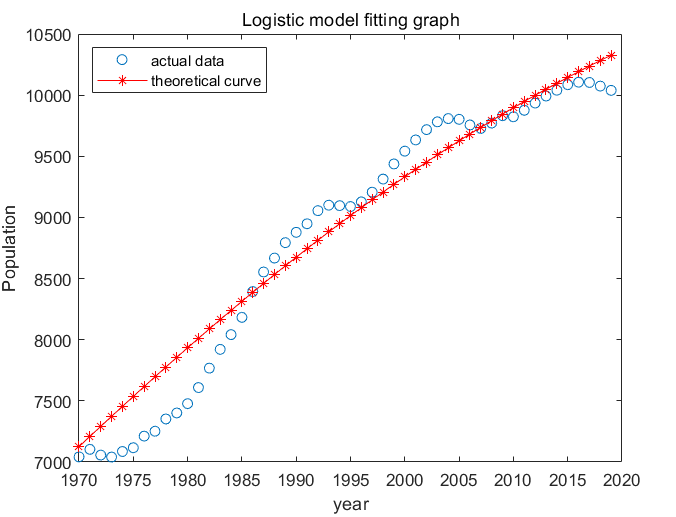 Logistic model fitting graph
actual data
theoretical curve
Population
10500
10000
9500
9000
8500
8000
7500
7000
1970 1975 1980 1985 1990 1995 2000 2005 2010 2015 2020
year